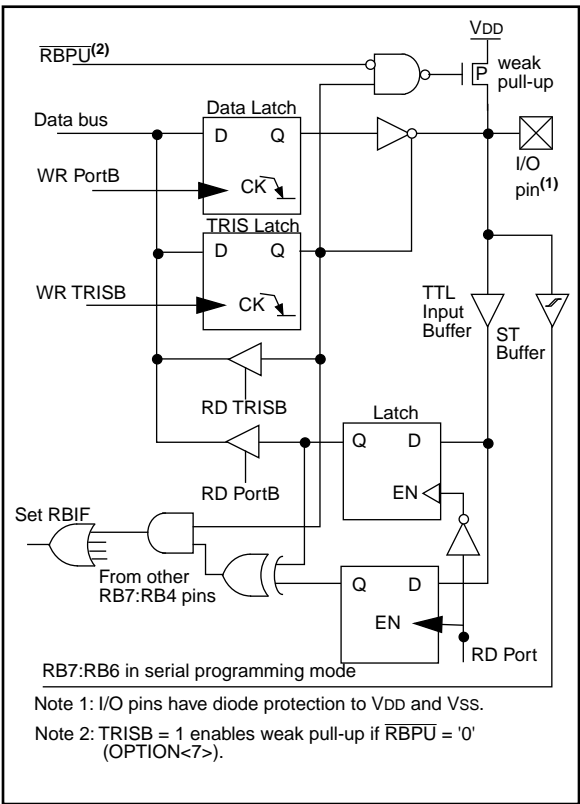 VDD
RBPU(2)
weak
pull-up
P
Data Latch
Data bus
D Q
I/O
pin(1)
WR PortB
CK
TRIS Latch
D Q
WR TRISB
CK
TTL
Input
Buffer
ST
Buffer
RD TRISB
Latch
Q D
RD PortB
EN
Set RBIF
From other
RB7:RB4 pins
Q D
EN
RD Port
RB7:RB6 in serial programming mode
Note 1: I/O pins have diode protection to VDD and VSS.
Note 2: TRISB = 1 enables weak pull-up if RBPU = '0'
(OPTION<7>).